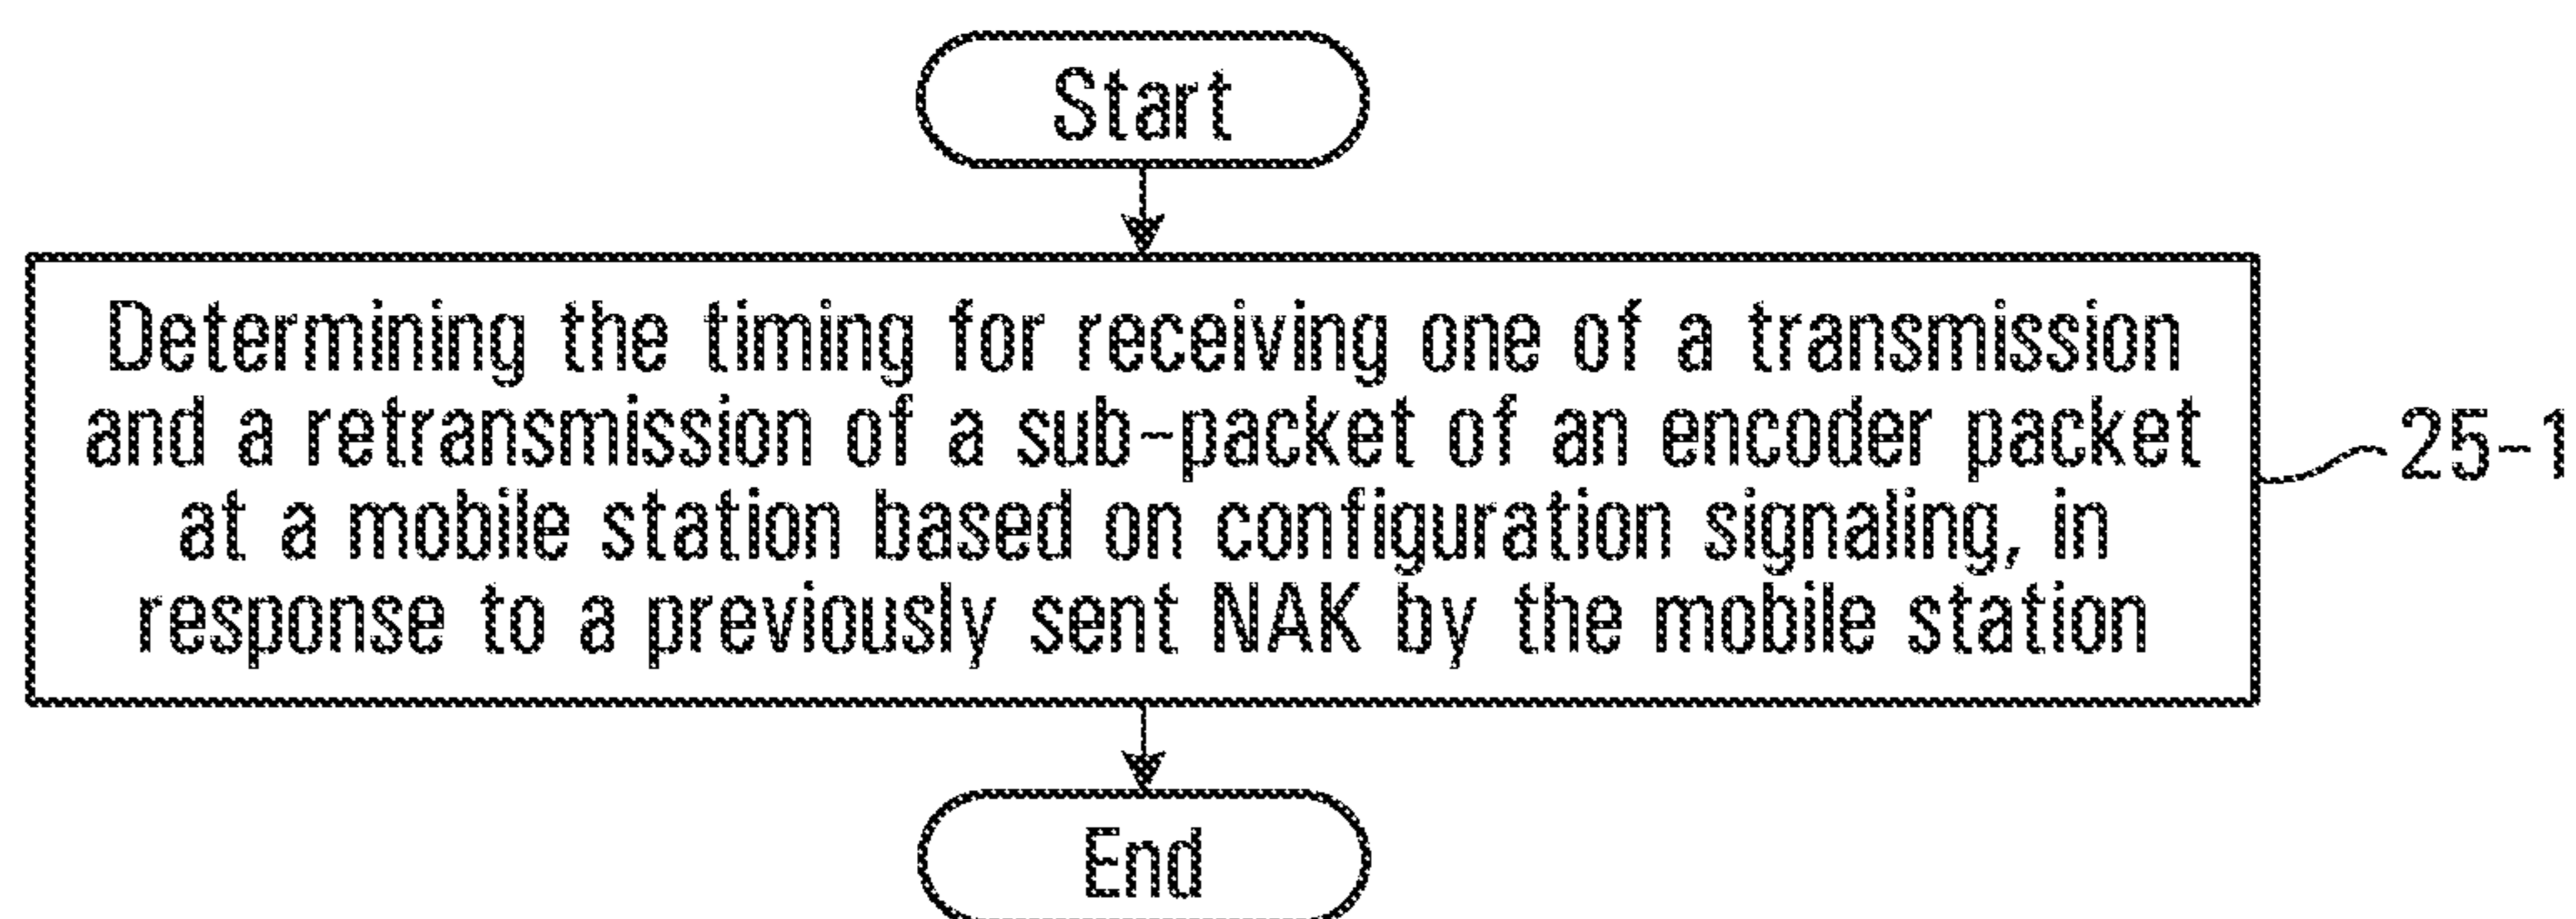 Start
Determining the timing for receiving one of a transmission
and a retransmission of a sub-packet of an encoder packet
at a mobile station based on configuration signaling, in
response to a previously sent NAK by the mobile station
25-1
End